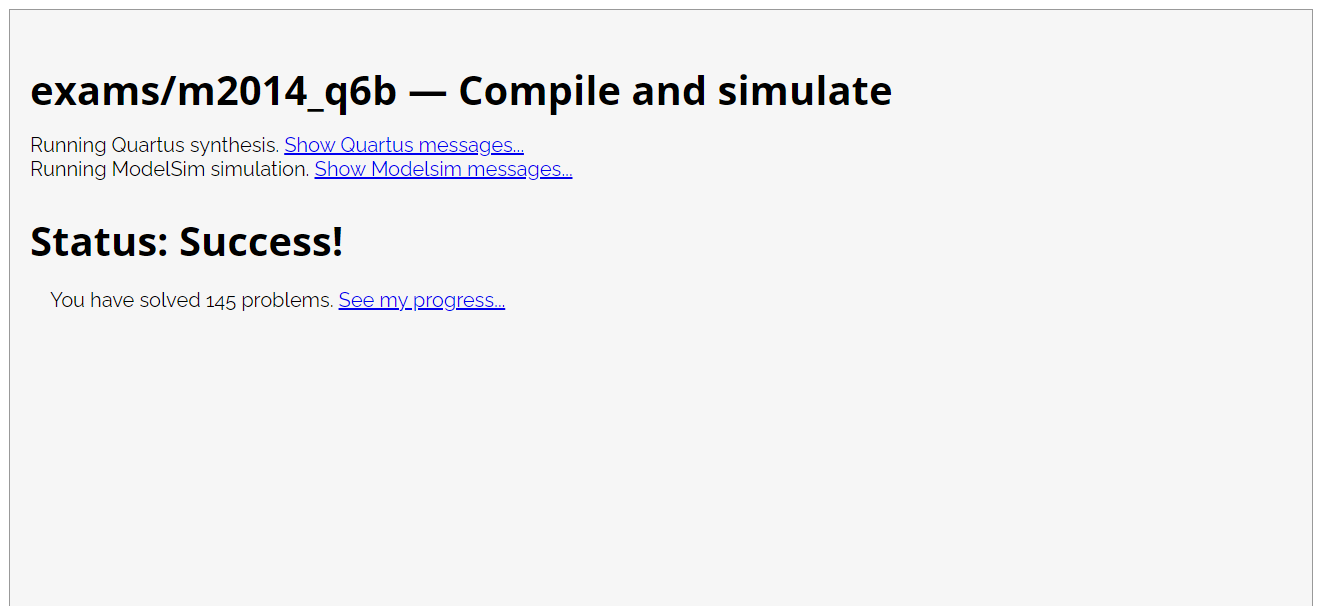 exams/m2014_q6b — Compile and simulate
Running Quartus synthesis. Show Quartus messages...
Running ModelSim simulation. Show Modelsim messages...
Status: Success!
You have solved 145 problems. See my progress...